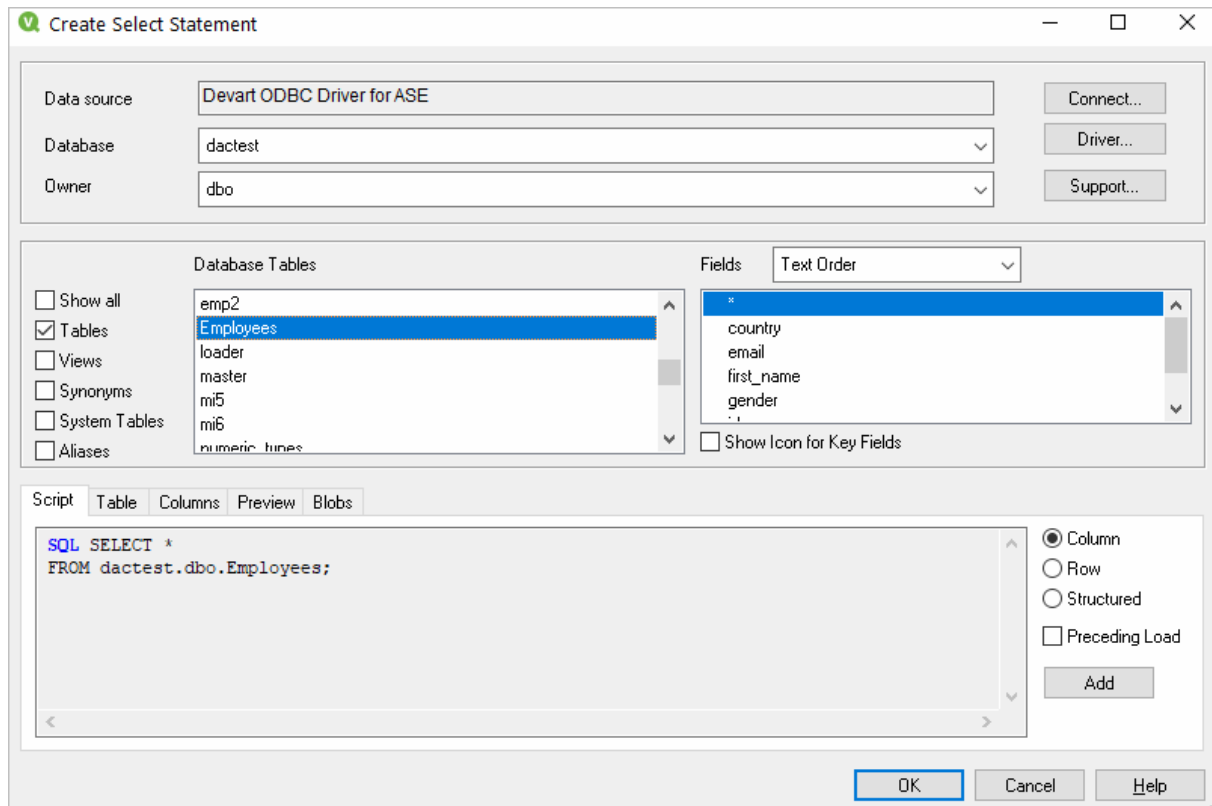 Create Select Statement
Data source
Devart ODBC Driver for ASE
Connect...
Database
dactest
Driver...
Owner
dbo
Support...
Database Tables
Fields
Text Order
Show all
Tables
Views
Synonyms
System Tables
Aliases
emp2
Employees
loader
master
mi5
mi6
numeric_types
*
country
email
first_name
gender
Show Icon for Key Fields
Script Table Columns Preview Blobs
SQL SELECT *
FROM dactest.dbo.Employees;
Column
Row
Structured
Preceding Load
Add
OK
Cancel
Help